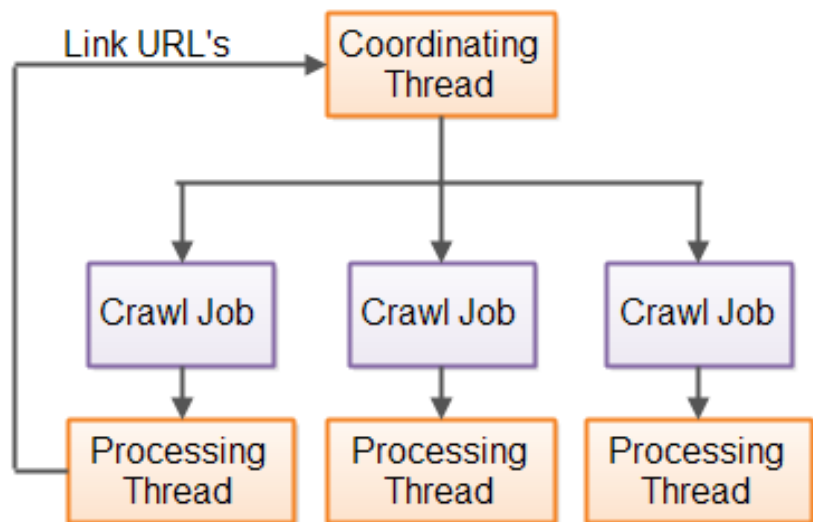 Link URL's
Coordinating
Thread
Crawl Job
Crawl Job
Crawl Job
Processing
Thread
Processing
Thread
Processing
Thread